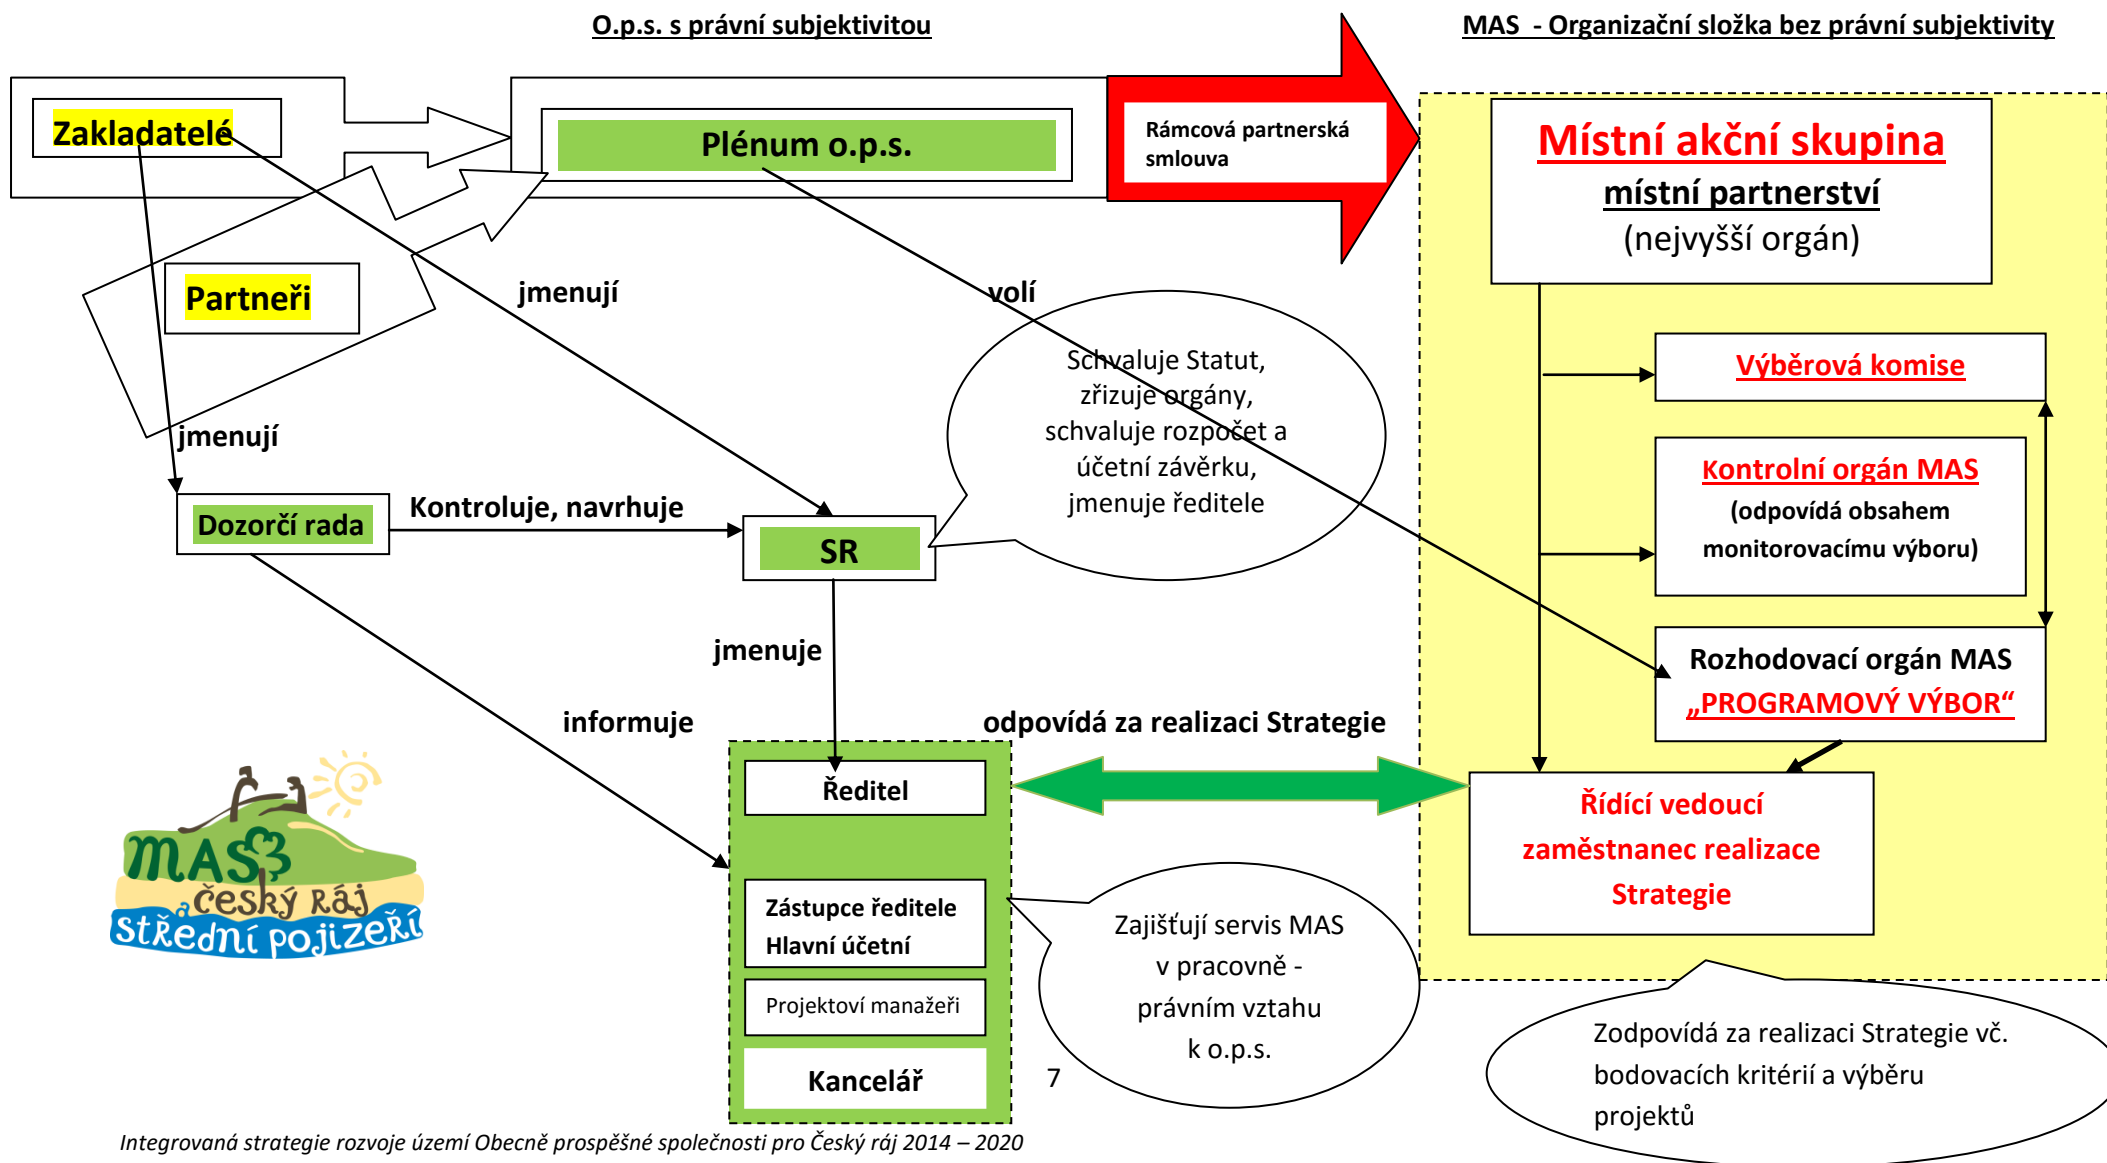 O.p.s. s právní subjektivitou
MAS - Organizační složka bez právní subjektivity
Zakladatelé
Plénum o.p.s.
Rámcová partnerská
smlouva
Místní akční skupina
místní partnerství
(nejvyšší orgán)
Partneři
jmenují
volí
Schvaluje Statut,
zřizuje orgány,
schvaluje rozpočet a
účetní závěrku,
jmenuje ředitele
Výběrová komise
jmenují
Kontrolní orgán MAS
(odpovídá obsahem
monitorovacímu výboru)
Dozorčí rada
Kontroluje, navrhuje
SR
jmenuje
Rozhodovací orgán MAS
„PROGRAMOVÝ VÝBOR“
informuje
odpovídá za realizaci Strategie
Ředitel
Řídící vedoucí
zaměstnanec realizace
Strategie
MAS
český ráj
střední pojizeří
Zástupce ředitele
Hlavní účetní
Projektoví manažeři
Kancelář
Zajišťují servis MAS
v pracovně -
právním vztahu
k o.p.s.
Zodpovídá za realizaci Strategie vč.
bodovacích kritérií a výběru
projektů
7
Integrovaná strategie rozvoje území Obecně prospěšné společnosti pro Český ráj 2014 – 2020